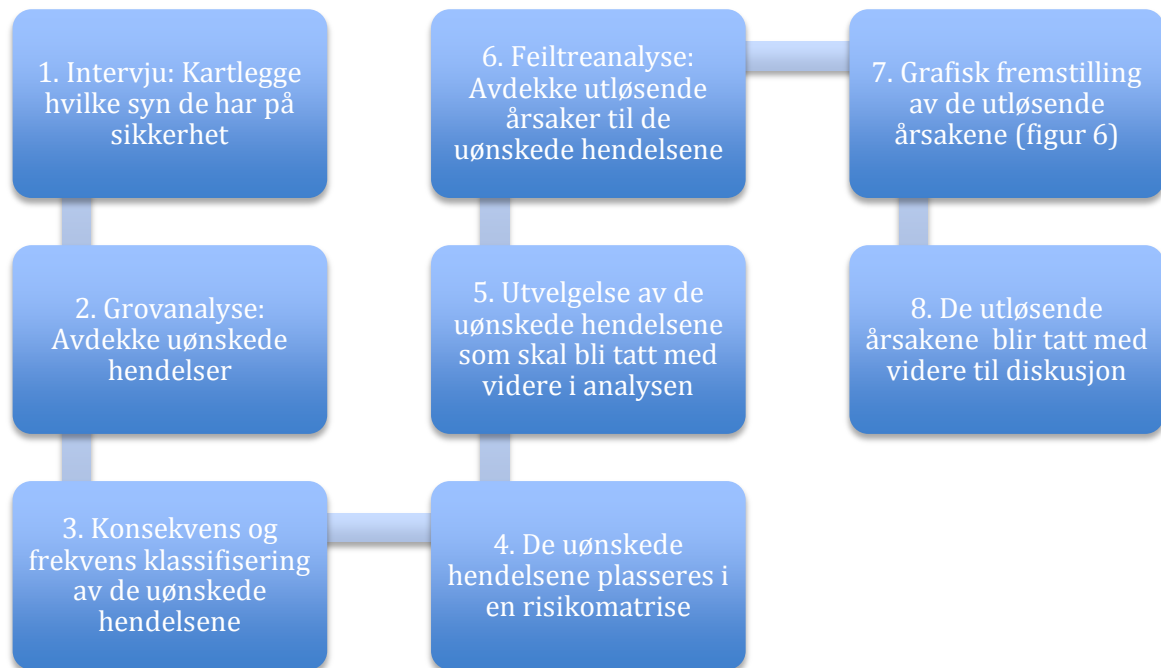 1. Intervju: Kartlegge
hvilke syn de har på
sikkerhet
2. Grovanalyse:
Avdekke uønskede
hendelser
3. Konsekvens og
frekvens klassifisering
av de uønskede
hendelsene
4. De uønskede
hendelsene plasseres i
en risikomatrise
5. Utvelgelse av de
uønskede hendelsene
som skal bli tatt med
videre i analysen
6. Feiltreanalyse:
Avdekke utløsende
årsaker til de
uønskede hendelsene
7. Grafisk fremstilling
av de utløsende
årsakene (figur 6)
8. De utløsende
årsakene  blir tatt med
videre til diskusjon